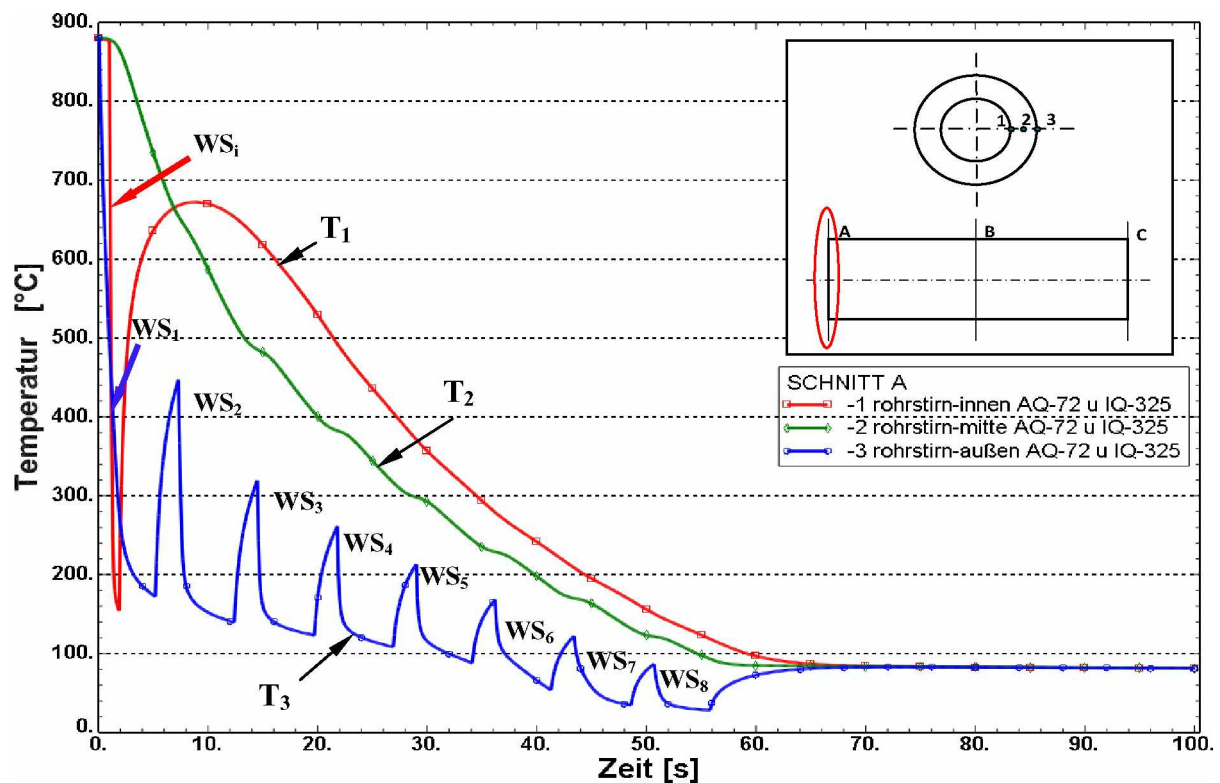 900.
800.
700.
600.
500.
400.
300.
200.
100.
0.
Temperatur [°C]
0.
10.
20.
30.
40.
50.
60.
70.
80.
90.
100.
Zeit [s]
WSi
WS1
WS2
WS3
WS4
WS5
WS6
WS7
WS8
T1
T2
T3
1 2 3
A B C
SCHNITT A
-1 rohrstirn-innen AQ-72 u IQ-325
-2 rohrstirn-mitte AQ-72 u IQ-325
-3 rohrstirn-außen AQ-72 u IQ-325